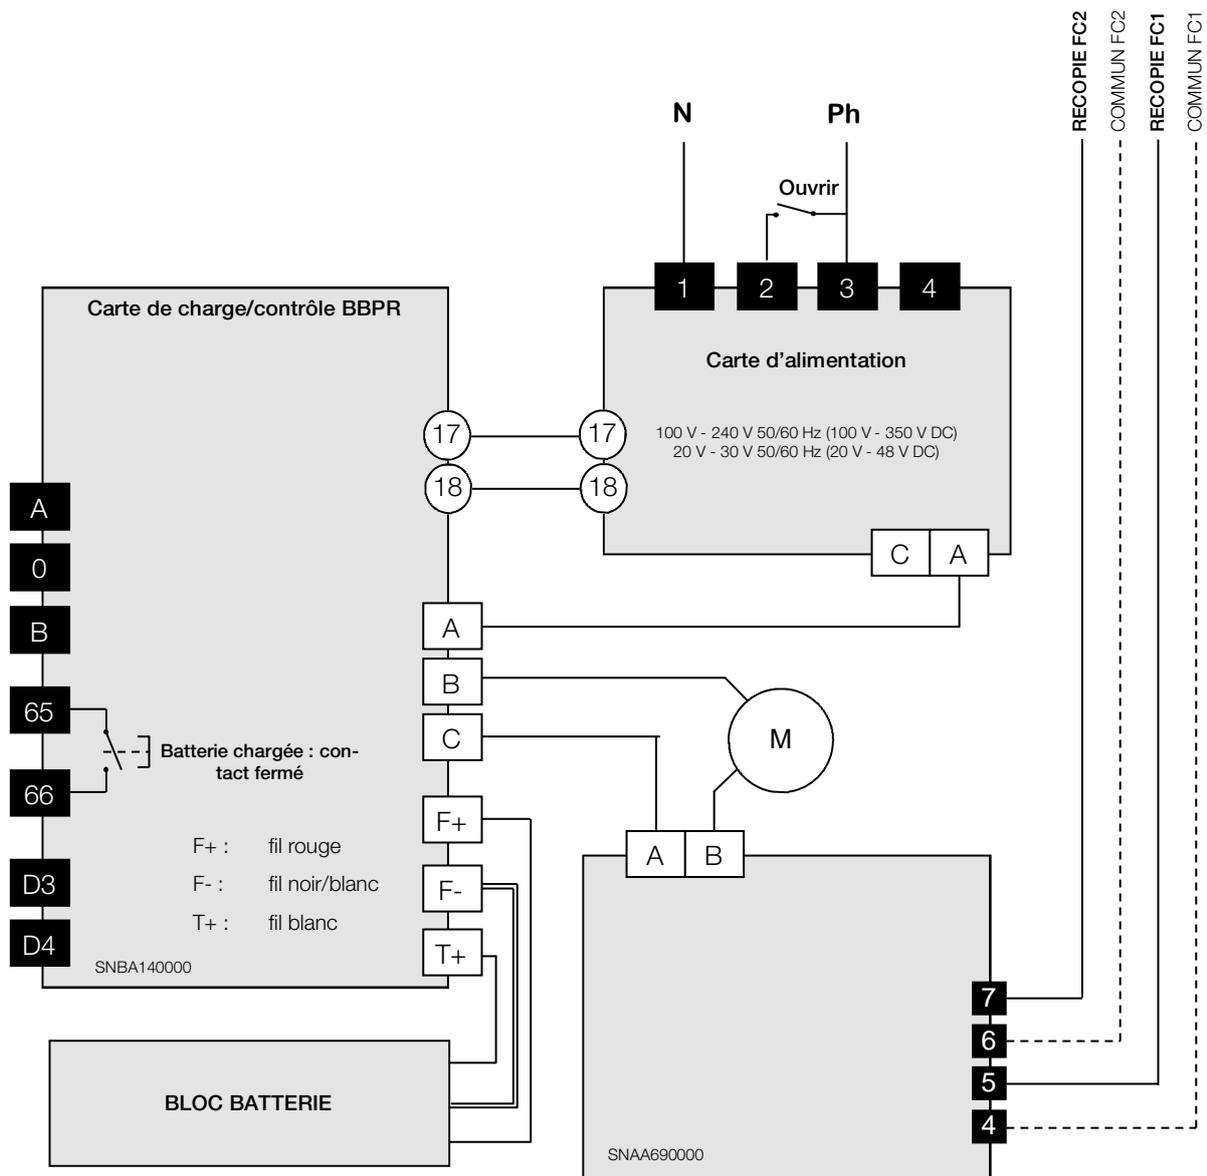 RECOPIE FC2
COMMUN FC2
RECOPIE FC1
COMMUN FC1
N
Ph
Ouvrir
1
2
3
4
Carte de charge/contrôle BBPR
Carte d'alimentation
17
17
100 V - 240 V 50/60 Hz (100 V - 350 V DC)
20 V - 30 V 50/60 Hz (20 V - 48 V DC)
18
18
A
0
B
C
A
A
B
C
M
65
66
Batterie chargée : con-
tact fermé
F+
F-
T+
F+ : fil rouge
F- : fil noir/blanc
T+ : fil blanc
A
B
D3
D4
SNBA140000
7
6
5
4
BLOC BATTERIE
SNAA690000